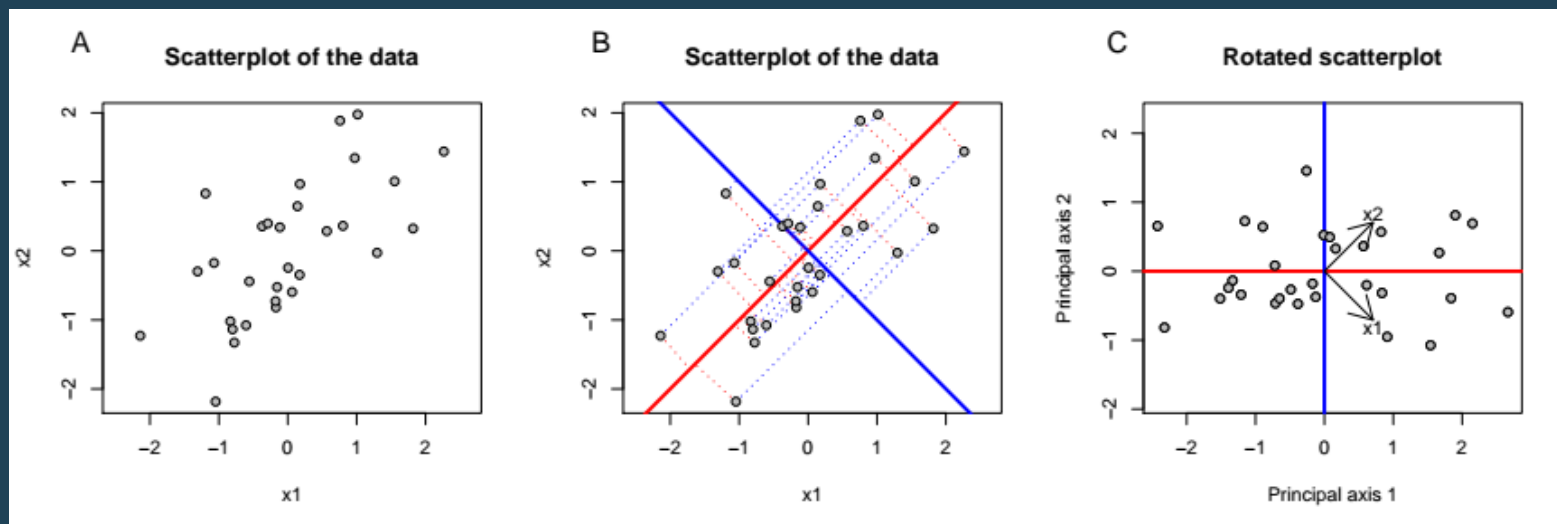 A
Scatterplot of the data
x2
2
1
0
−1
−2
−2 −1 0 1 2
x1
B
Scatterplot of the data
x2
2
1
0
−1
−2
−2 −1 0 1 2
x1
C
Rotated scatterplot
Principal axis 2
2
1
0
−1
−2
x2
x1
−2 −1 0 1 2
Principal axis 1